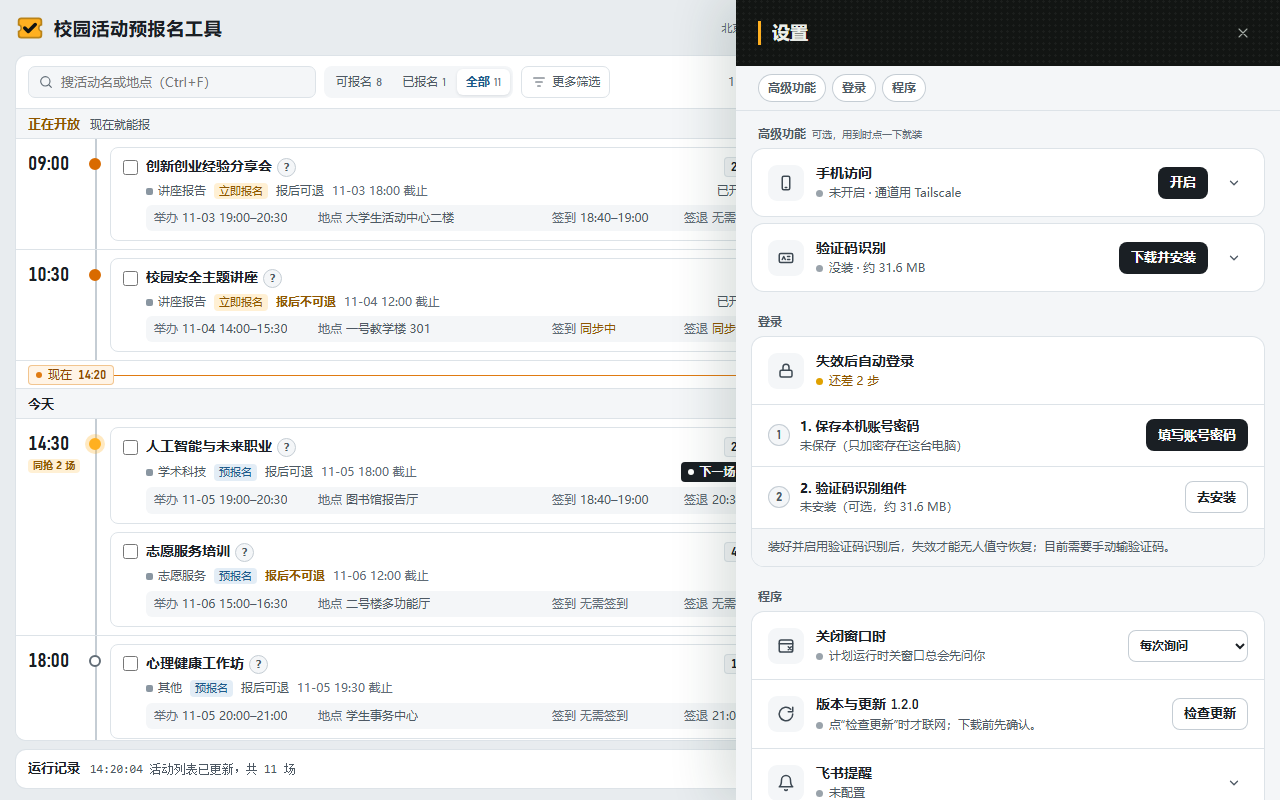 校园活动预报名工具
搜活动名或地点（Ctrl+F）
可报名 8 已报名 1 全部 11 更多筛选
正在开放 现在就能报
09:00
创新创业经验分享会 ?
讲座报告 立即报名 报后可退 11-03 18:00 截止
举办 11-03 19:00–20:30 地点 大学生活动中心二楼 签到 18:40–19:00 签退 无需
10:30
校园安全主题讲座 ?
讲座报告 立即报名 报后不可退 11-04 12:00 截止
举办 11-04 14:00–15:30 地点 一号教学楼 301 签到 同步中 签退 同步
现在 14:20
今天
14:30
同抢 2 场
人工智能与未来职业 ?
学术科技 预报名 报后可退 11-05 18:00 截止
下一场
举办 11-05 19:00–20:30 地点 图书馆报告厅 签到 18:40–19:00 签退 20:3
志愿服务培训 ?
志愿服务 预报名 报后不可退 11-06 12:00 截止
举办 11-06 15:00–16:30 地点 二号楼多功能厅 签到 无需签到 签退 无需
18:00
心理健康工作坊 ?
其他 预报名 报后可退 11-05 19:30 截止
举办 11-05 20:00–21:00 地点 学生事务中心 签到 无需签到 签退 21:0
运行记录 14:20:04 活动列表已更新，共 11 场
设置
高级功能 登录 程序
高级功能 可选，用到时点一下就装
手机访问
未开启 · 通道用 Tailscale
开启
验证码识别
没装 · 约 31.6 MB
下载并安装
登录
失效后自动登录
还差 2 步
1
1. 保存本机账号密码
未保存（只加密存在这台电脑）
填写账号密码
2
2. 验证码识别组件
未安装（可选，约 31.6 MB）
去安装
装好并启用验证码识别后，失效才能无人值守恢复；目前需要手动输验证码。
程序
关闭窗口时
计划运行时关窗口总会先问你
每次询问
版本与更新 1.2.0
点“检查更新”时才联网；下载前先确认。
检查更新
飞书提醒
未配置